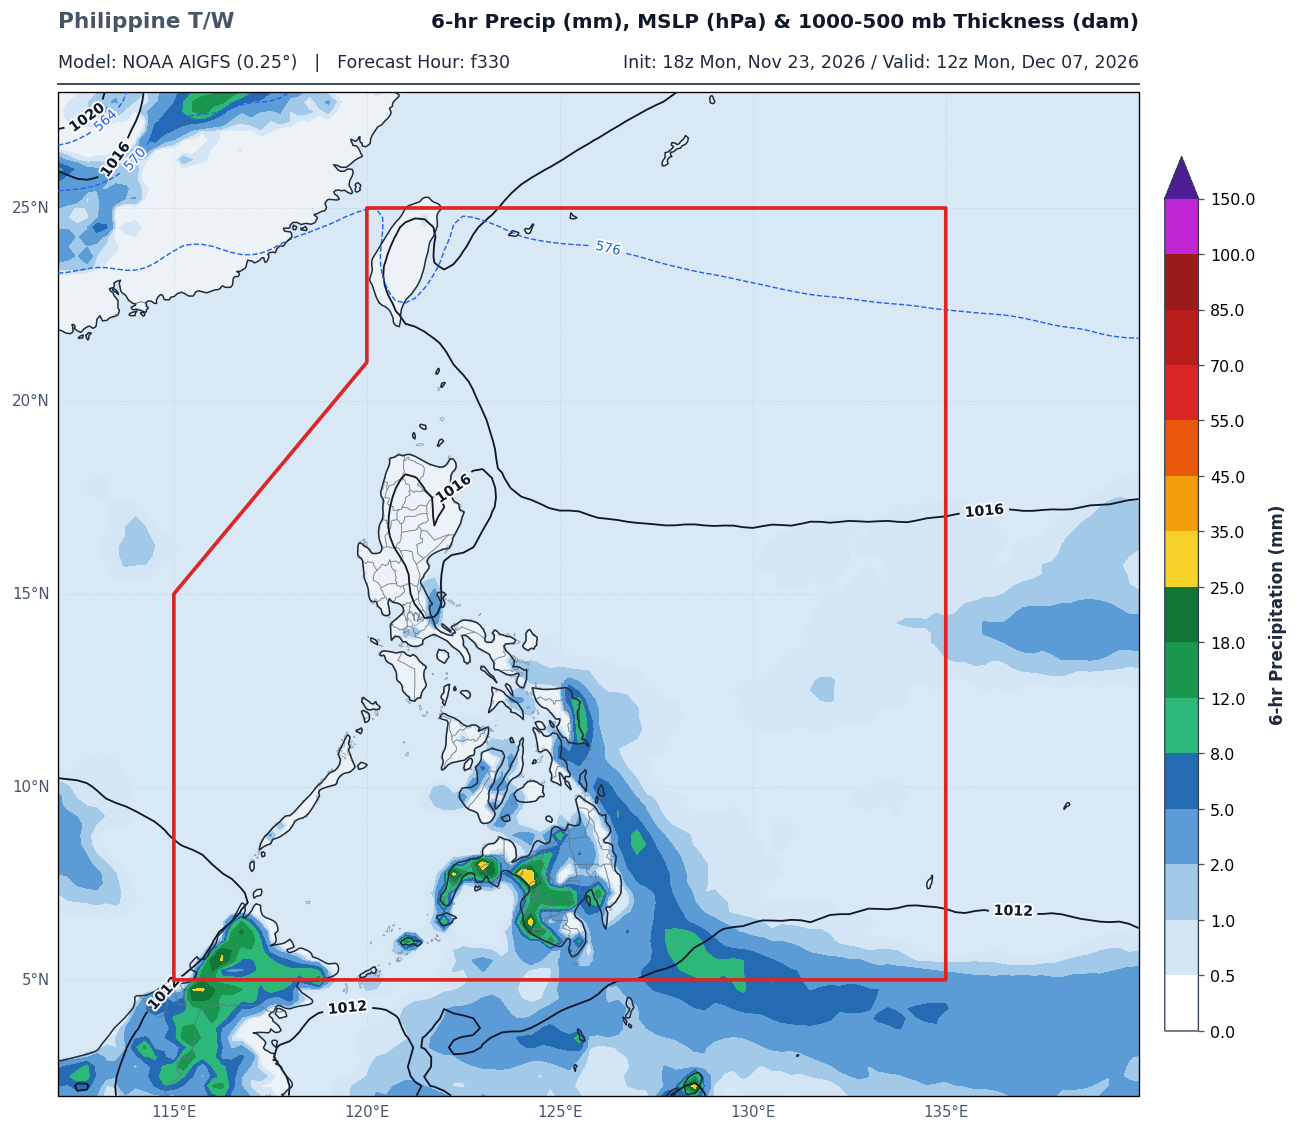 Philippine T/W
6-hr Precip (mm), MSLP (hPa) & 1000-500 mb Thickness (dam)
Model: NOAA AIGFS (0.25°) | Forecast Hour: f330
Init: 18z Mon, Nov 23, 2026 / Valid: 12z Mon, Dec 07, 2026
1020
564
1016
570
576
1016
1016
1012
1012
1012
25°N
20°N
15°N
10°N
5°N
115°E
120°E
125°E
130°E
135°E
150.0
100.0
85.0
70.0
55.0
45.0
35.0
25.0
18.0
12.0
8.0
5.0
2.0
1.0
0.5
0.0
6-hr Precipitation (mm)